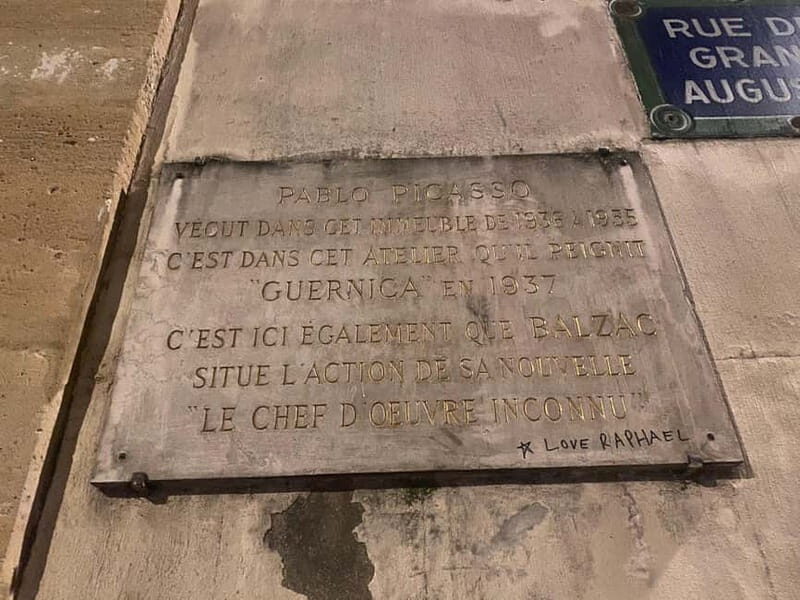 PABLO PICASSO
VÉCUT DANS CET IMMEUBLE DE 1936 À 1955
C'EST DANS CET ATELIER QU'IL PEIGNIT
"GUERNICA" EN 1937
C'EST ICI ÉGALEMENT QUE BALZAC
SITUE L'ACTION DE SA NOUVELLE
"LE CHEF D'OEUVRE INCONNU"
☆ LOVE RAPHAEL
RUE DE
GRAN
AUGUS